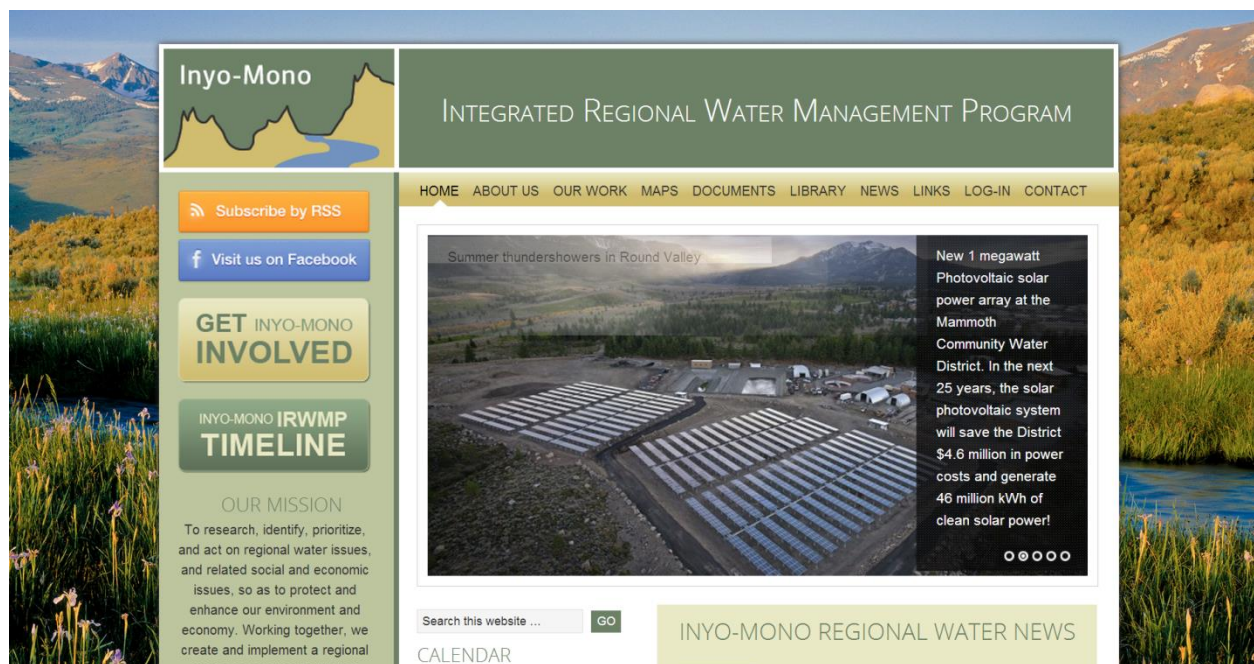 Inyo-Mono
INTEGRATED REGIONAL WATER MANAGEMENT PROGRAM
HOME ABOUT US OUR WORK MAPS DOCUMENTS LIBRARY NEWS LINKS LOG-IN CONTACT
Subscribe by RSS
f Visit us on Facebook
GET INYO-MONO
INVOLVED
INYO-MONO IRWMP
TIMELINE
OUR MISSION
To research, identify, prioritize,
and act on regional water issues,
and related social and economic
issues, so as to protect and
enhance our environment and
economy. Working together, we
create and implement a regional
Summer thundershowers in Round Valley
New 1 megawatt
Photovoltaic solar
power array at the
Mammoth
Community Water
District. In the next
25 years, the solar
photovoltaic system
will save the District
$4.6 million in power
costs and generate
46 million kWh of
clean solar power!
Search this website ... GO
CALENDAR
INYO-MONO REGIONAL WATER NEWS